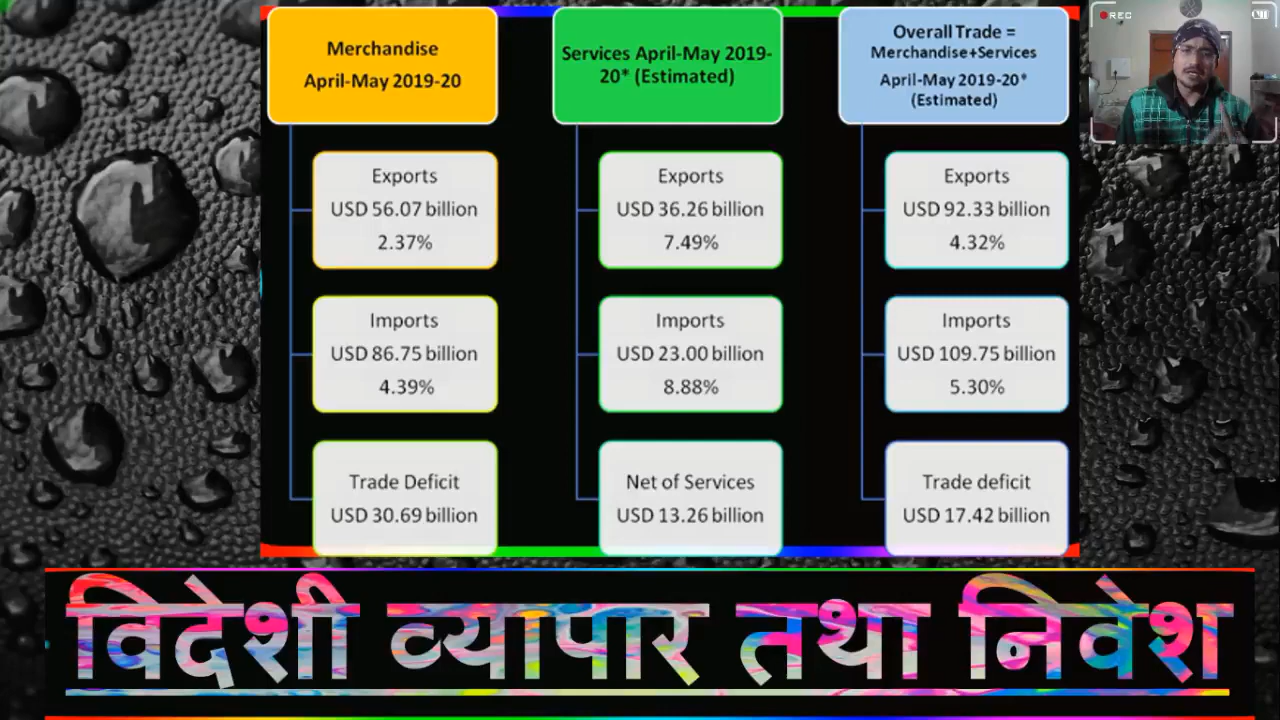 Merchandise
April-May 2019-20
Exports
USD 56.07 billion
2.37%
Imports
USD 86.75 billion
4.39%
Trade Deficit
USD 30.69 billion
Services April-May 2019-
20* (Estimated)
Exports
USD 36.26 billion
7.49%
Imports
USD 23.00 billion
8.88%
Net of Services
USD 13.26 billion
Overall Trade =
Merchandise+Services
April-May 2019-20*
(Estimated)
Exports
USD 92.33 billion
4.32%
Imports
USD 109.75 billion
5.30%
Trade deficit
USD 17.42 billion
REC
विदेशी व्यापार तथा निवेश